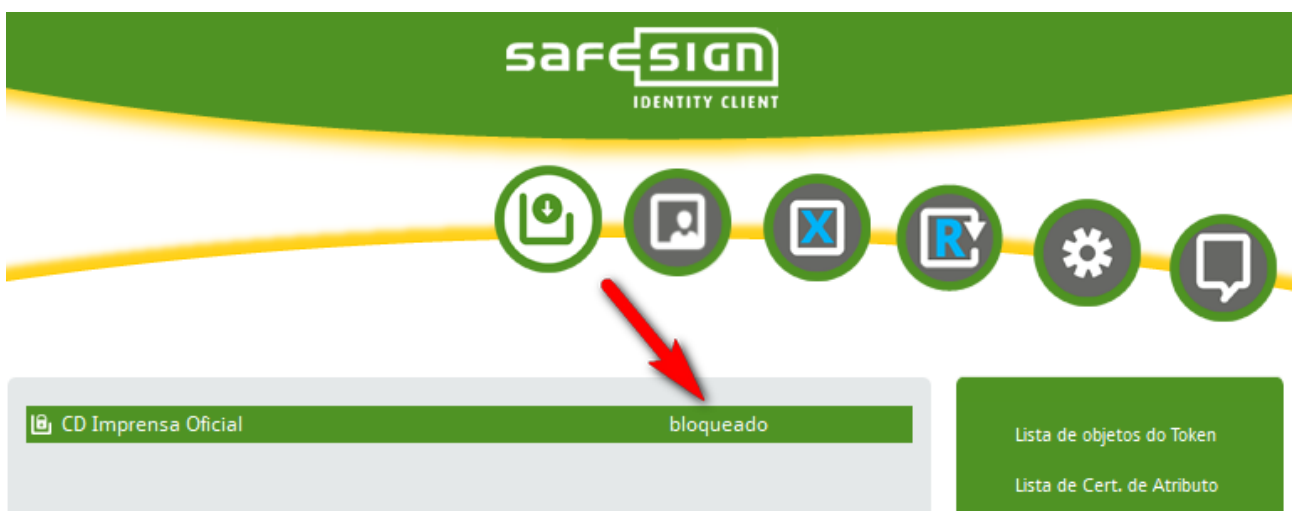 safesign
IDENTITY CLIENT
X
R
CD Imprensa Oficial bloqueado
Lista de objetos do Token
Lista de Cert. de Atributo